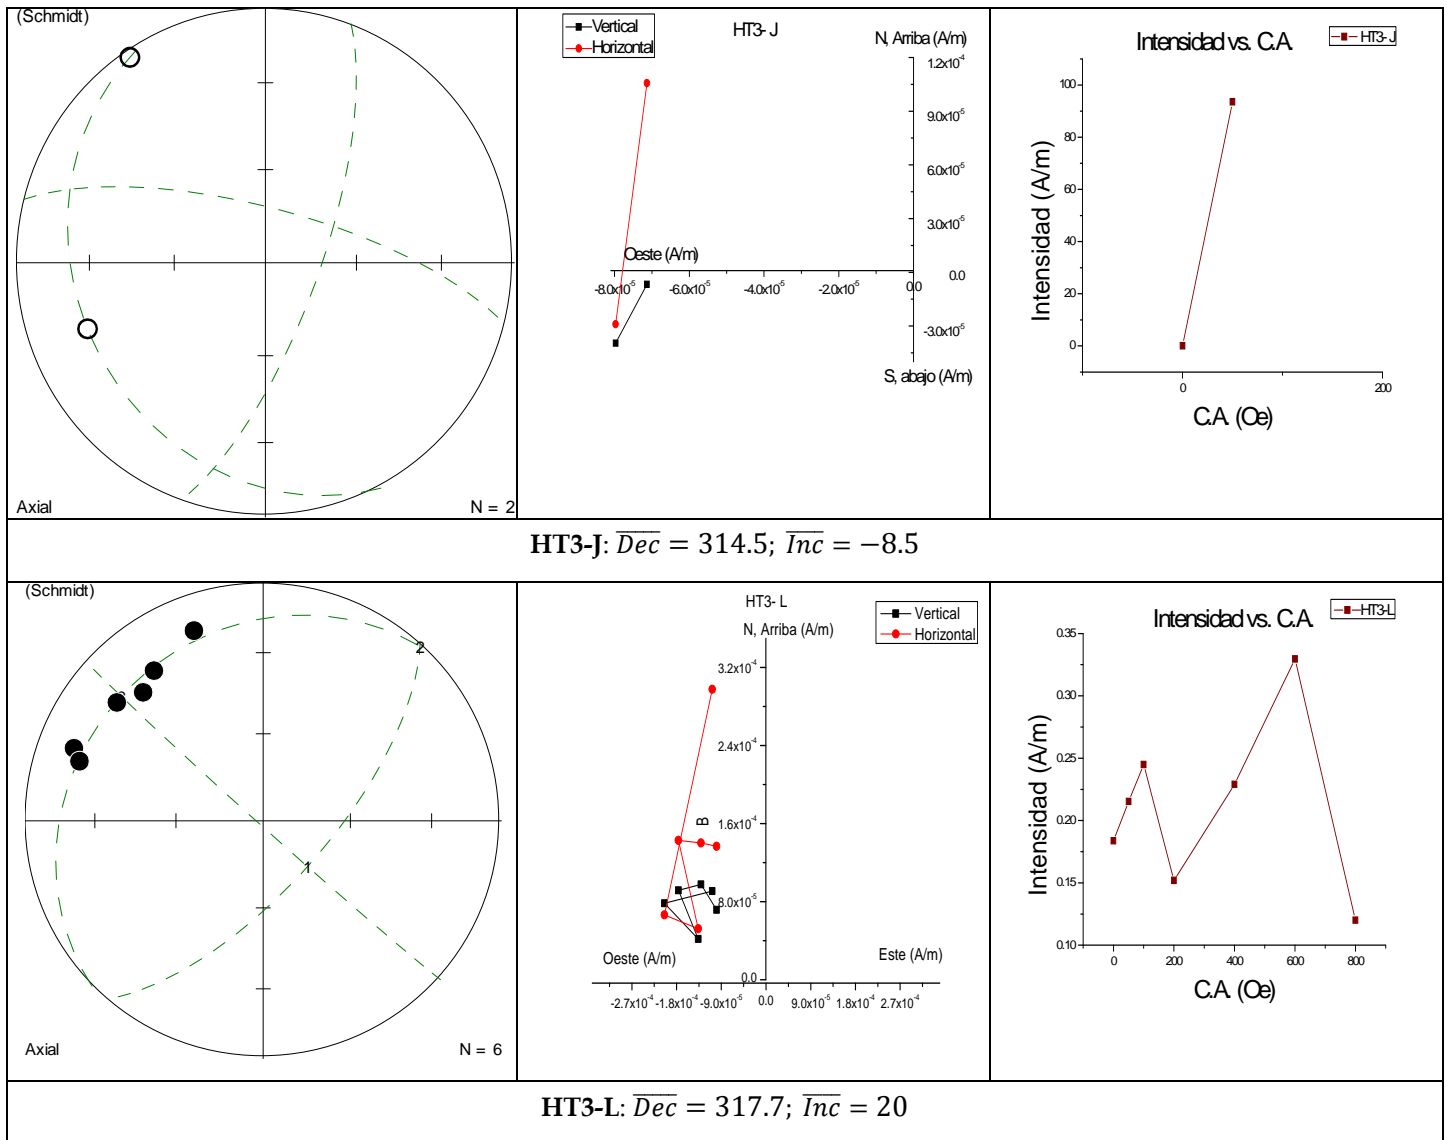 (Schmidt)
Axial
N = 2
Vertical
Horizontal
HT3- J
N, Arriba (A/m)
1.2x10⁻⁴
9.0x10⁻⁵
6.0x10⁻⁵
3.0x10⁻⁵
0.0
-3.0x10⁻⁵
Oeste (A/m)
-8.0x10⁻⁵ -6.0x10⁻⁵ -4.0x10⁻⁵ -2.0x10⁻⁵ 0.0
S, abajo (A/m)
Intensidad vs. C.A.
HT3- J
Intensidad (A/m)
100
80
60
40
20
0
0 200
C.A. (Oe)
HT3-J: Dec = 314.5; Inc = −8.5
(Schmidt)
2
1
Axial
N = 6
HT3- L
N, Arriba (A/m)
Vertical
Horizontal
3.2x10⁻⁴
2.4x10⁻⁴
1.6x10⁻⁴
8.0x10⁻⁵
0.0
B
Oeste (A/m)
Este (A/m)
-2.7x10⁻⁴ -1.8x10⁻⁴ -9.0x10⁻⁵ 0.0 9.0x10⁻⁵ 1.8x10⁻⁴ 2.7x10⁻⁴
Intensidad vs. C.A.
HT3-L
Intensidad (A/m)
0.35
0.30
0.25
0.20
0.15
0.10
0 200 400 600 800
C.A. (Oe)
HT3-L: Dec = 317.7; Inc = 20